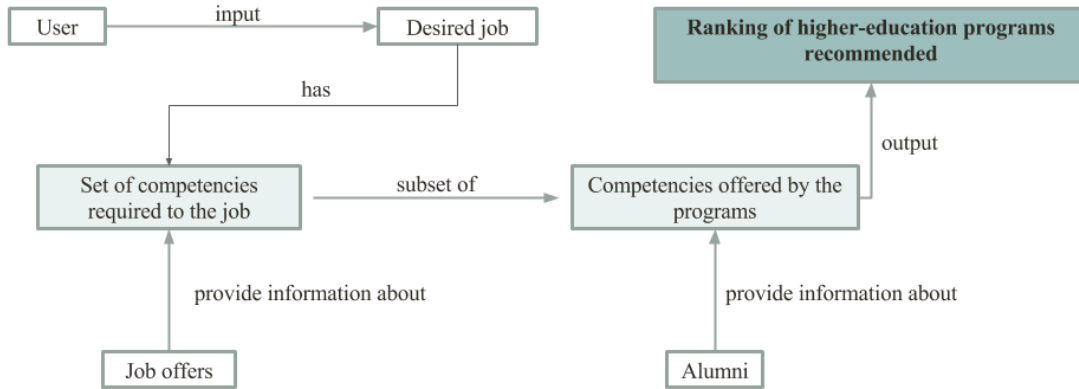 User
input
Desired job
Ranking of higher-education programs
recommended
has
output
Set of competencies
required to the job
subset of
Competencies offered by the
programs
provide information about
provide information about
Job offers
Alumni